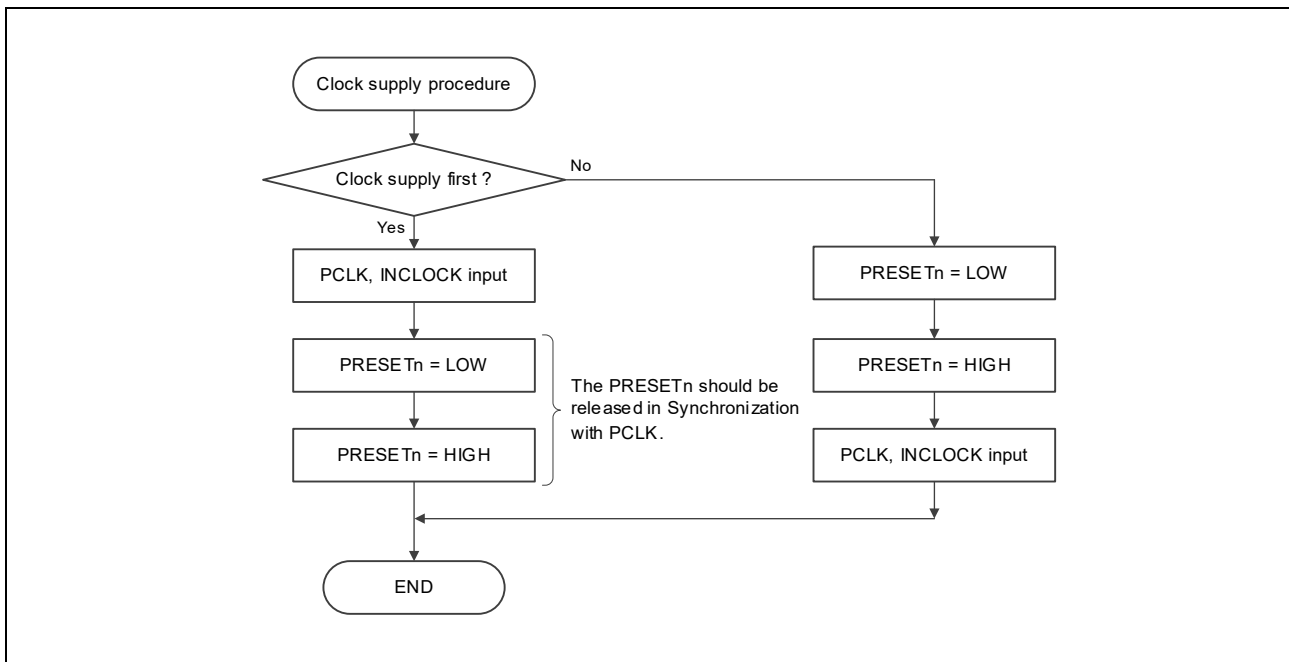 Clock supply procedure
Clock supply first ?
No
Yes
PCLK, INCLOCK input
PRESETn = LOW
PRESETn = HIGH
The PRESETn should be
released in Synchronization
with PCLK.
PRESETn = LOW
PRESETn = HIGH
PCLK, INCLOCK input
END